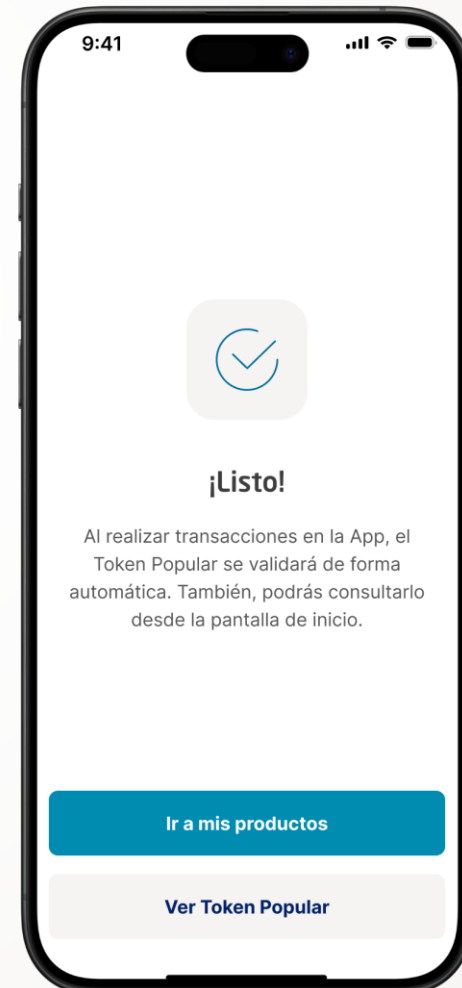 9:41
¡Listo!
Al realizar transacciones en la App, el
Token Popular se validará de forma
automática. También, podrás consultarlo
desde la pantalla de inicio.
Ir a mis productos
Ver Token Popular